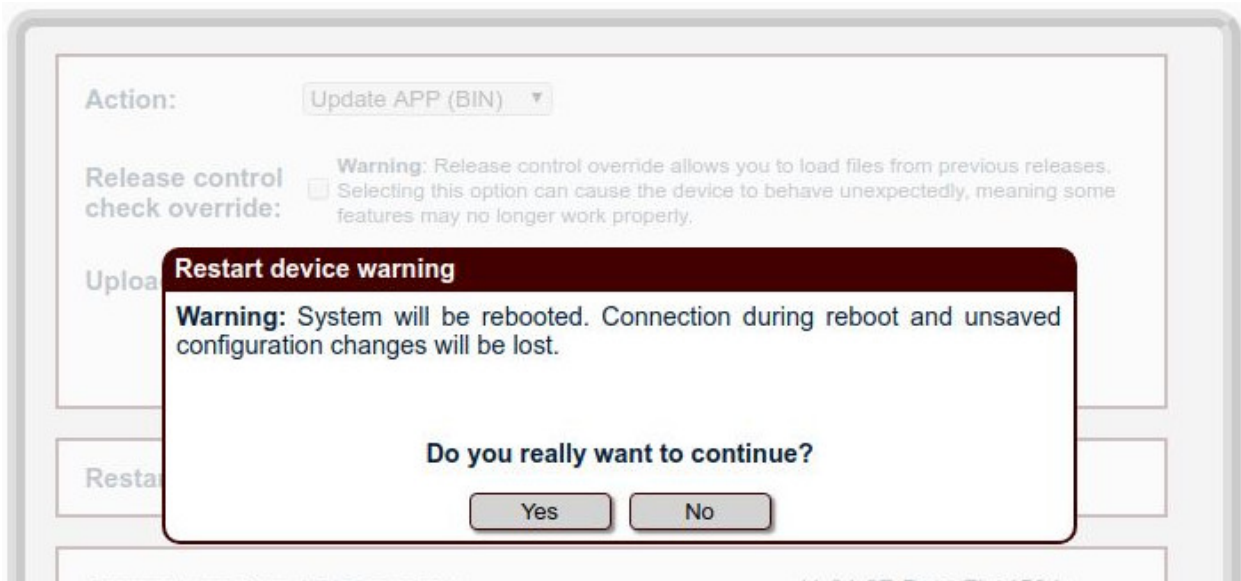 Action:
Update APP (BIN)
Release control
check override:
Warning: Release control override allows you to load files from previous releases.
Selecting this option can cause the device to behave unexpectedly, meaning some
features may no longer work properly.
Restart device warning
Warning: System will be rebooted. Connection during reboot and unsaved
configuration changes will be lost.
Do you really want to continue?
Yes
No